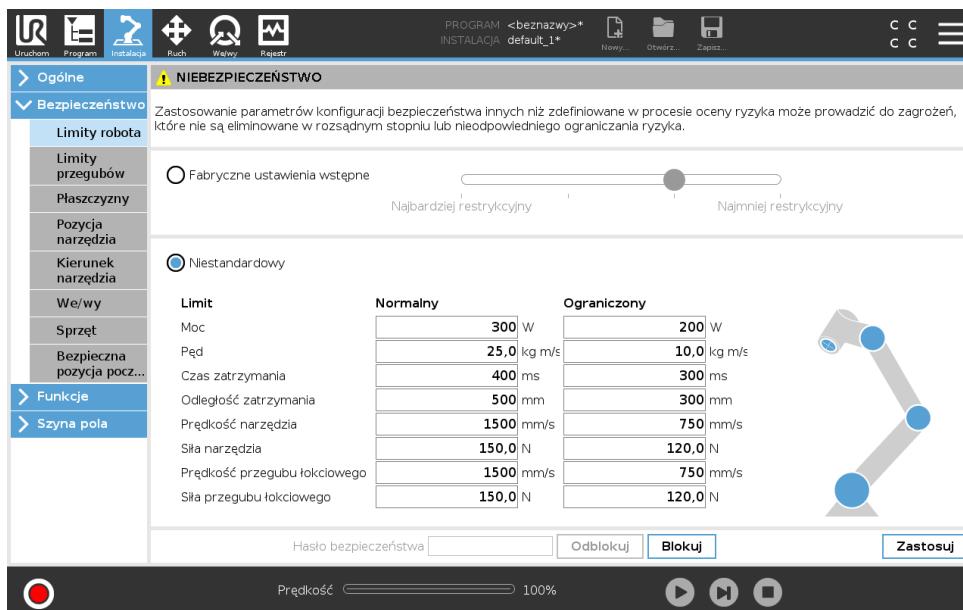 PROGRAM <beznazwy>*
INSTALACJA default_1*
Uruchom Program Instalacja Ruch We/wy Rejestr Nowy... Otwórz... Zapisz...
C C
C C
Ogólne
Bezpieczeństwo
Limity robota
Limity
przegubów
Płaszczyzny
Pozycja
narzędzia
Kierunek
narzędzia
We/wy
Sprzęt
Bezpieczna
pozycja pocz...
Funkcje
Szyna pola
NIEBEZPIECZEŃSTWO
Zastosowanie parametrów konfiguracji bezpieczeństwa innych niż zdefiniowane w procesie oceny ryzyka może prowadzić do zagrożeń,
które nie są eliminowane w rozsądnym stopniu lub nieodpowiedniego ograniczania ryzyka.
Fabryczne ustawienia wstępne
Najbardziej restrykcyjny Najmniej restrykcyjny
Niestandardowy
Limit Normalny Ograniczony
Moc 300 W 200 W
Pęd 25,0 kg m/s 10,0 kg m/s
Czas zatrzymania 400 ms 300 ms
Odległość zatrzymania 500 mm 300 mm
Prędkość narzędzia 1500 mm/s 750 mm/s
Siła narzędzia 150,0 N 120,0 N
Prędkość przegubu łokciowego 1500 mm/s 750 mm/s
Siła przegubu łokciowego 150,0 N 120,0 N
Hasło bezpieczeństwa Odblokuj Blokuj Zastosuj
Prędkość 100%